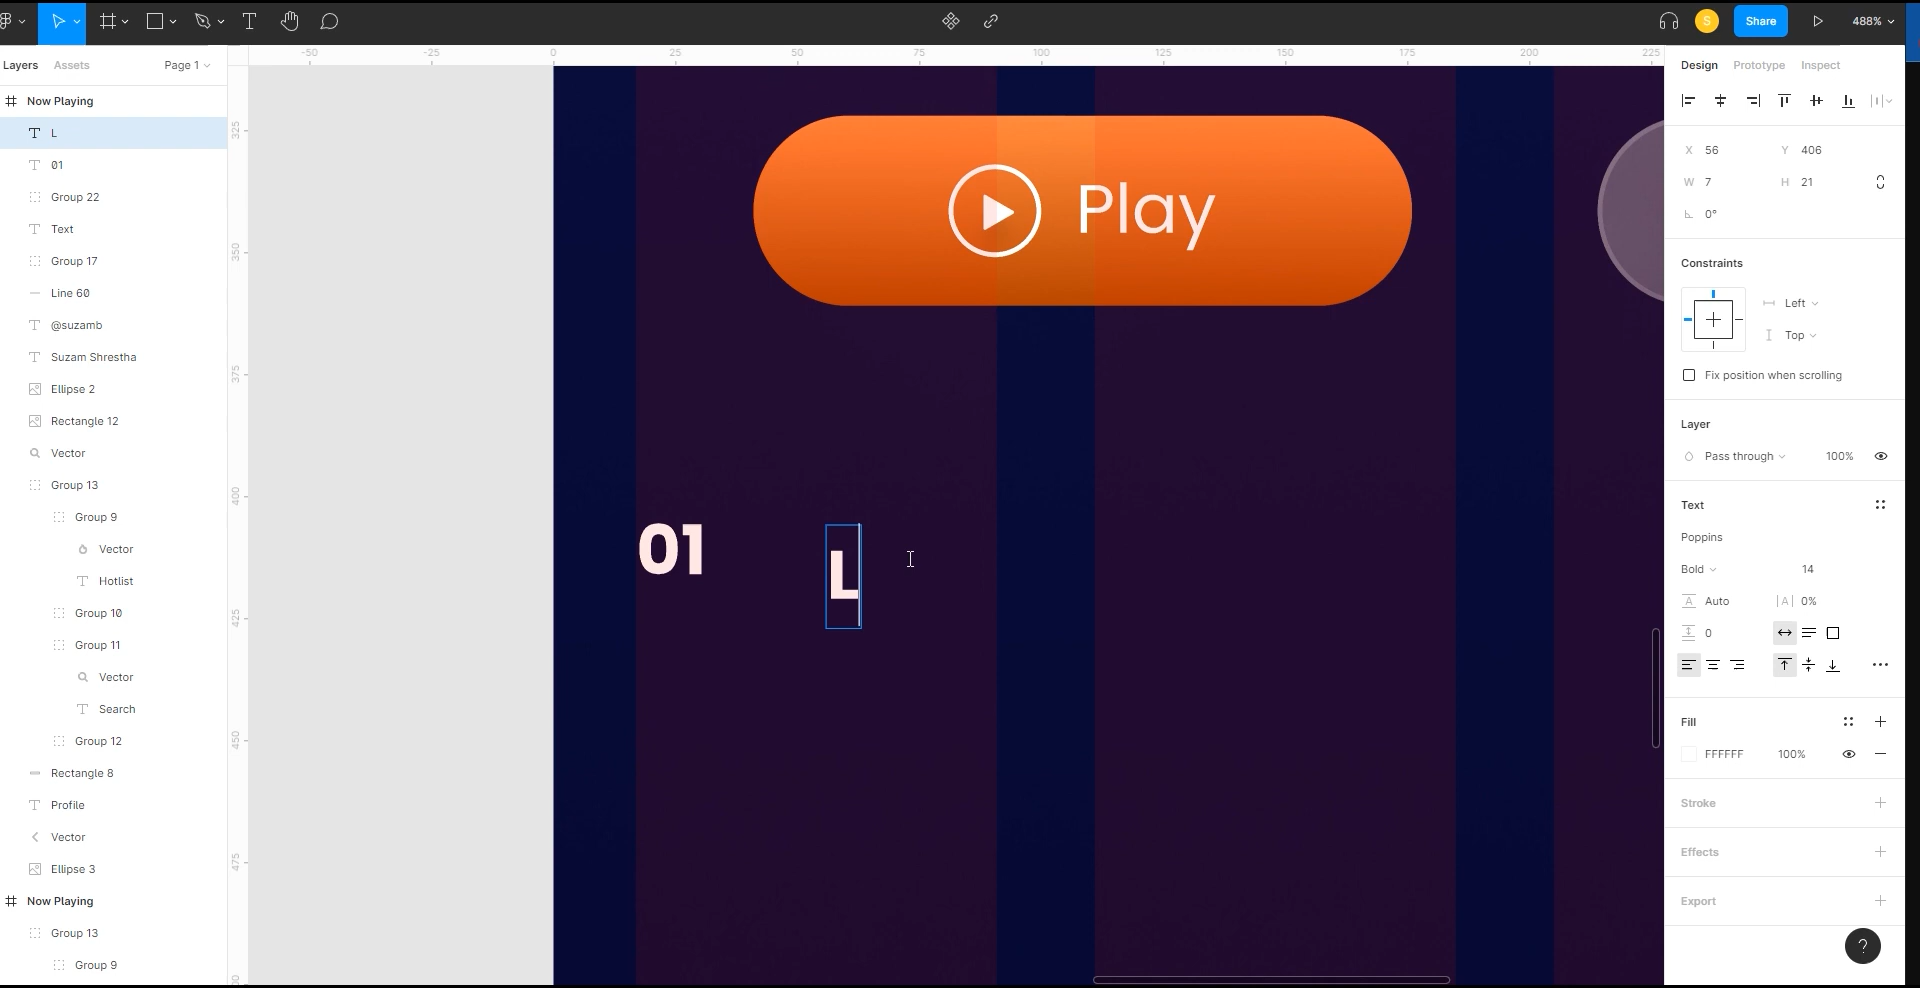 S
Share
488%
Layers
Assets
Page 1
-50
-25
0
25
50
75
100
125
150
175
200
225
Design
Prototype
Inspect
Now Playing
L
01
Group 22
Text
Group 17
Line 60
@suzamb
Suzam Shrestha
Ellipse 2
Rectangle 12
Vector
Group 13
Group 9
Vector
Hotlist
Group 10
Group 11
Vector
Search
Group 12
Rectangle 8
Profile
Vector
Ellipse 3
Now Playing
Group 13
Group 9
325
350
375
400
425
450
475
Play
01
L
X 56
Y 406
W 7
H 21
0°
Constraints
Left
Top
Fix position when scrolling
Layer
Pass through
100%
Text
Poppins
Bold
14
A Auto
|A| 0%
0
Fill
FFFFFF
100%
Stroke
Effects
Export
?